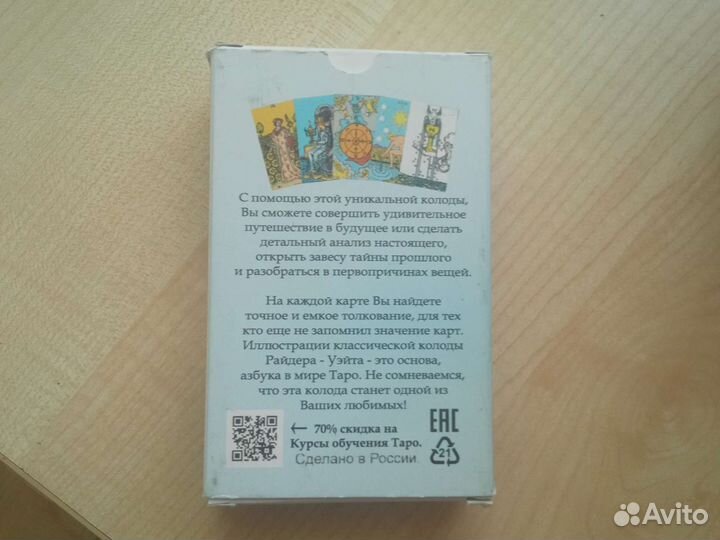 С помощью этой уникальной колоды,
Вы сможете совершить удивительное
путешествие в будущее или сделать
детальный анализ настоящего,
открыть завесу тайны прошлого
и разобраться в первопричинах вещей.
На каждой карте Вы найдете
точное и емкое толкование, для тех
кто еще не запомнил значение карт.
Иллюстрации классической колоды
Райдера - Уэйта - это основа,
азбука в мире Таро. Не сомневаемся,
что эта колода станет одной из
Ваших любимых!
← 70% скидка на
Курсы обучения Таро.
Сделано в России.
EAC
21
Avito